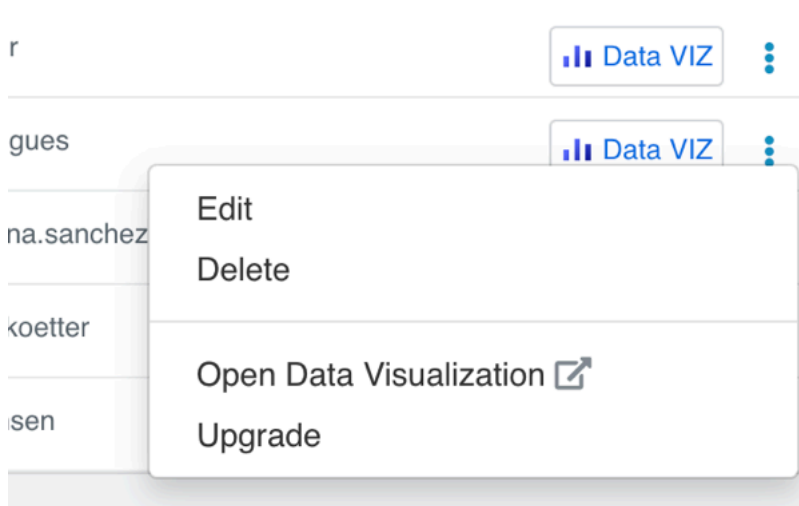 r
Data VIZ
gues
Data VIZ
na.sanchez
Edit
Delete
koetter
Open Data Visualization
sen
Upgrade